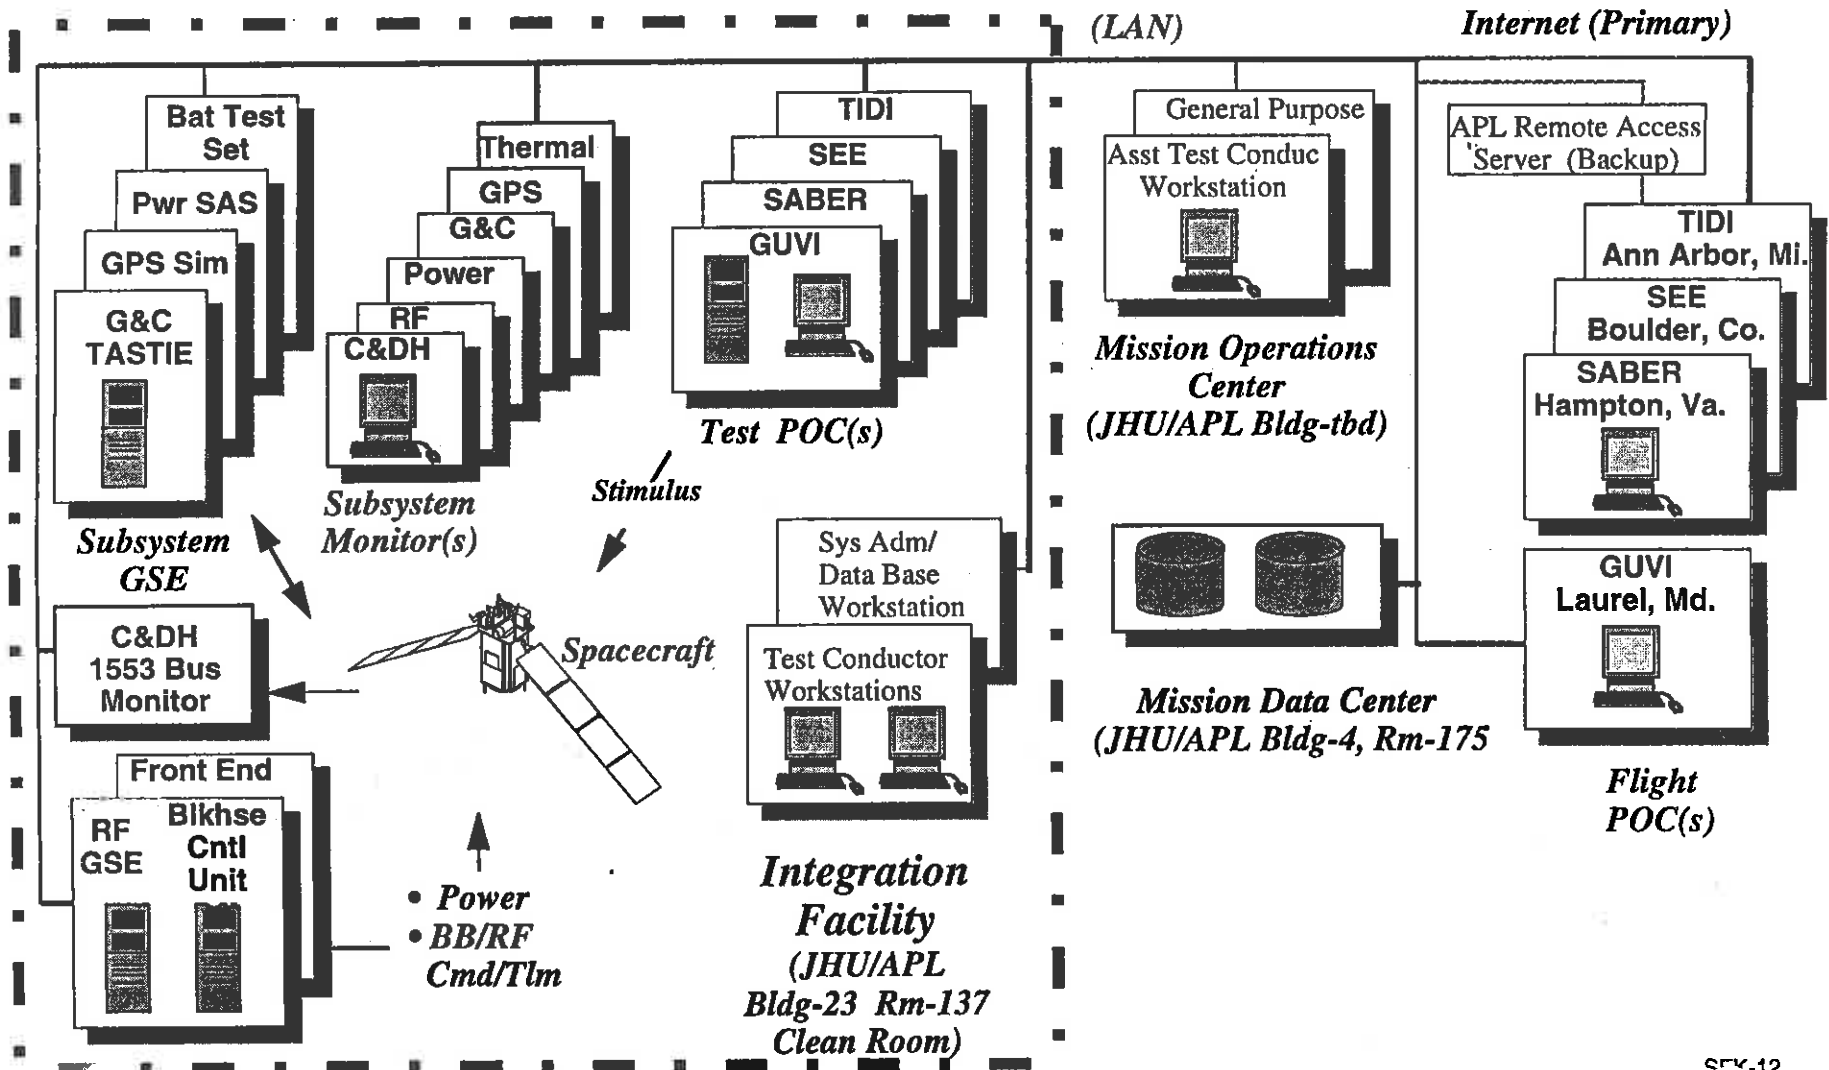 (LAN)
Internet (Primary)
Bat Test
Set
Pwr SAS
GPS Sim
G&C
TASTIE
Subsystem
GSE
Thermal
GPS
G&C
Power
RF
C&DH
Subsystem
Monitor(s)
TIDI
SEE
SABER
GUVI
Test POC(s)
Stimulus
General Purpose
Asst Test Conduc
Workstation
Mission Operations
Center
(JHU/APL Bldg-tbd)
APL Remote Access
Server (Backup)
TIDI
Ann Arbor, Mi.
SEE
Boulder, Co.
SABER
Hampton, Va.
GUVI
Laurel, Md.
Flight
POC(s)
C&DH
1553 Bus
Monitor
Spacecraft
Sys Adm/
Data Base
Workstation
Test Conductor
Workstations
Mission Data Center
(JHU/APL Bldg-4, Rm-175
Front End
RF
GSE
Blkhse
Cntl
Unit
• Power
• BB/RF
Cmd/Tlm
Integration
Facility
(JHU/APL
Bldg-23 Rm-137
Clean Room)